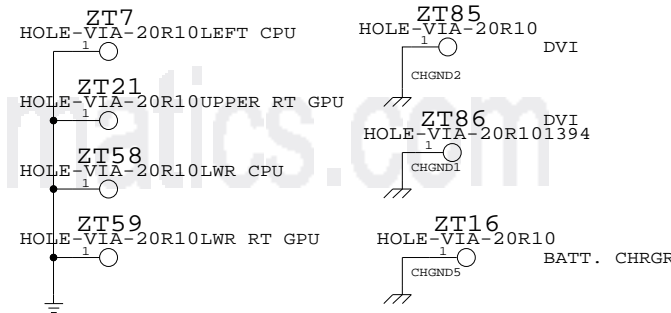 ZT7
HOLE-VIA-20R10LEFT CPU
1
ZT21
HOLE-VIA-20R10UPPER RT GPU
1
ZT58
HOLE-VIA-20R10LWR CPU
1
ZT59
HOLE-VIA-20R10LWR RT GPU
1
ZT85
HOLE-VIA-20R10
1
DVI
CHGND2
ZT86
DVI
HOLE-VIA-20R101394
1
CHGND1
ZT16
HOLE-VIA-20R10
1
BATT. CHRGR
CHGND5
matics.com